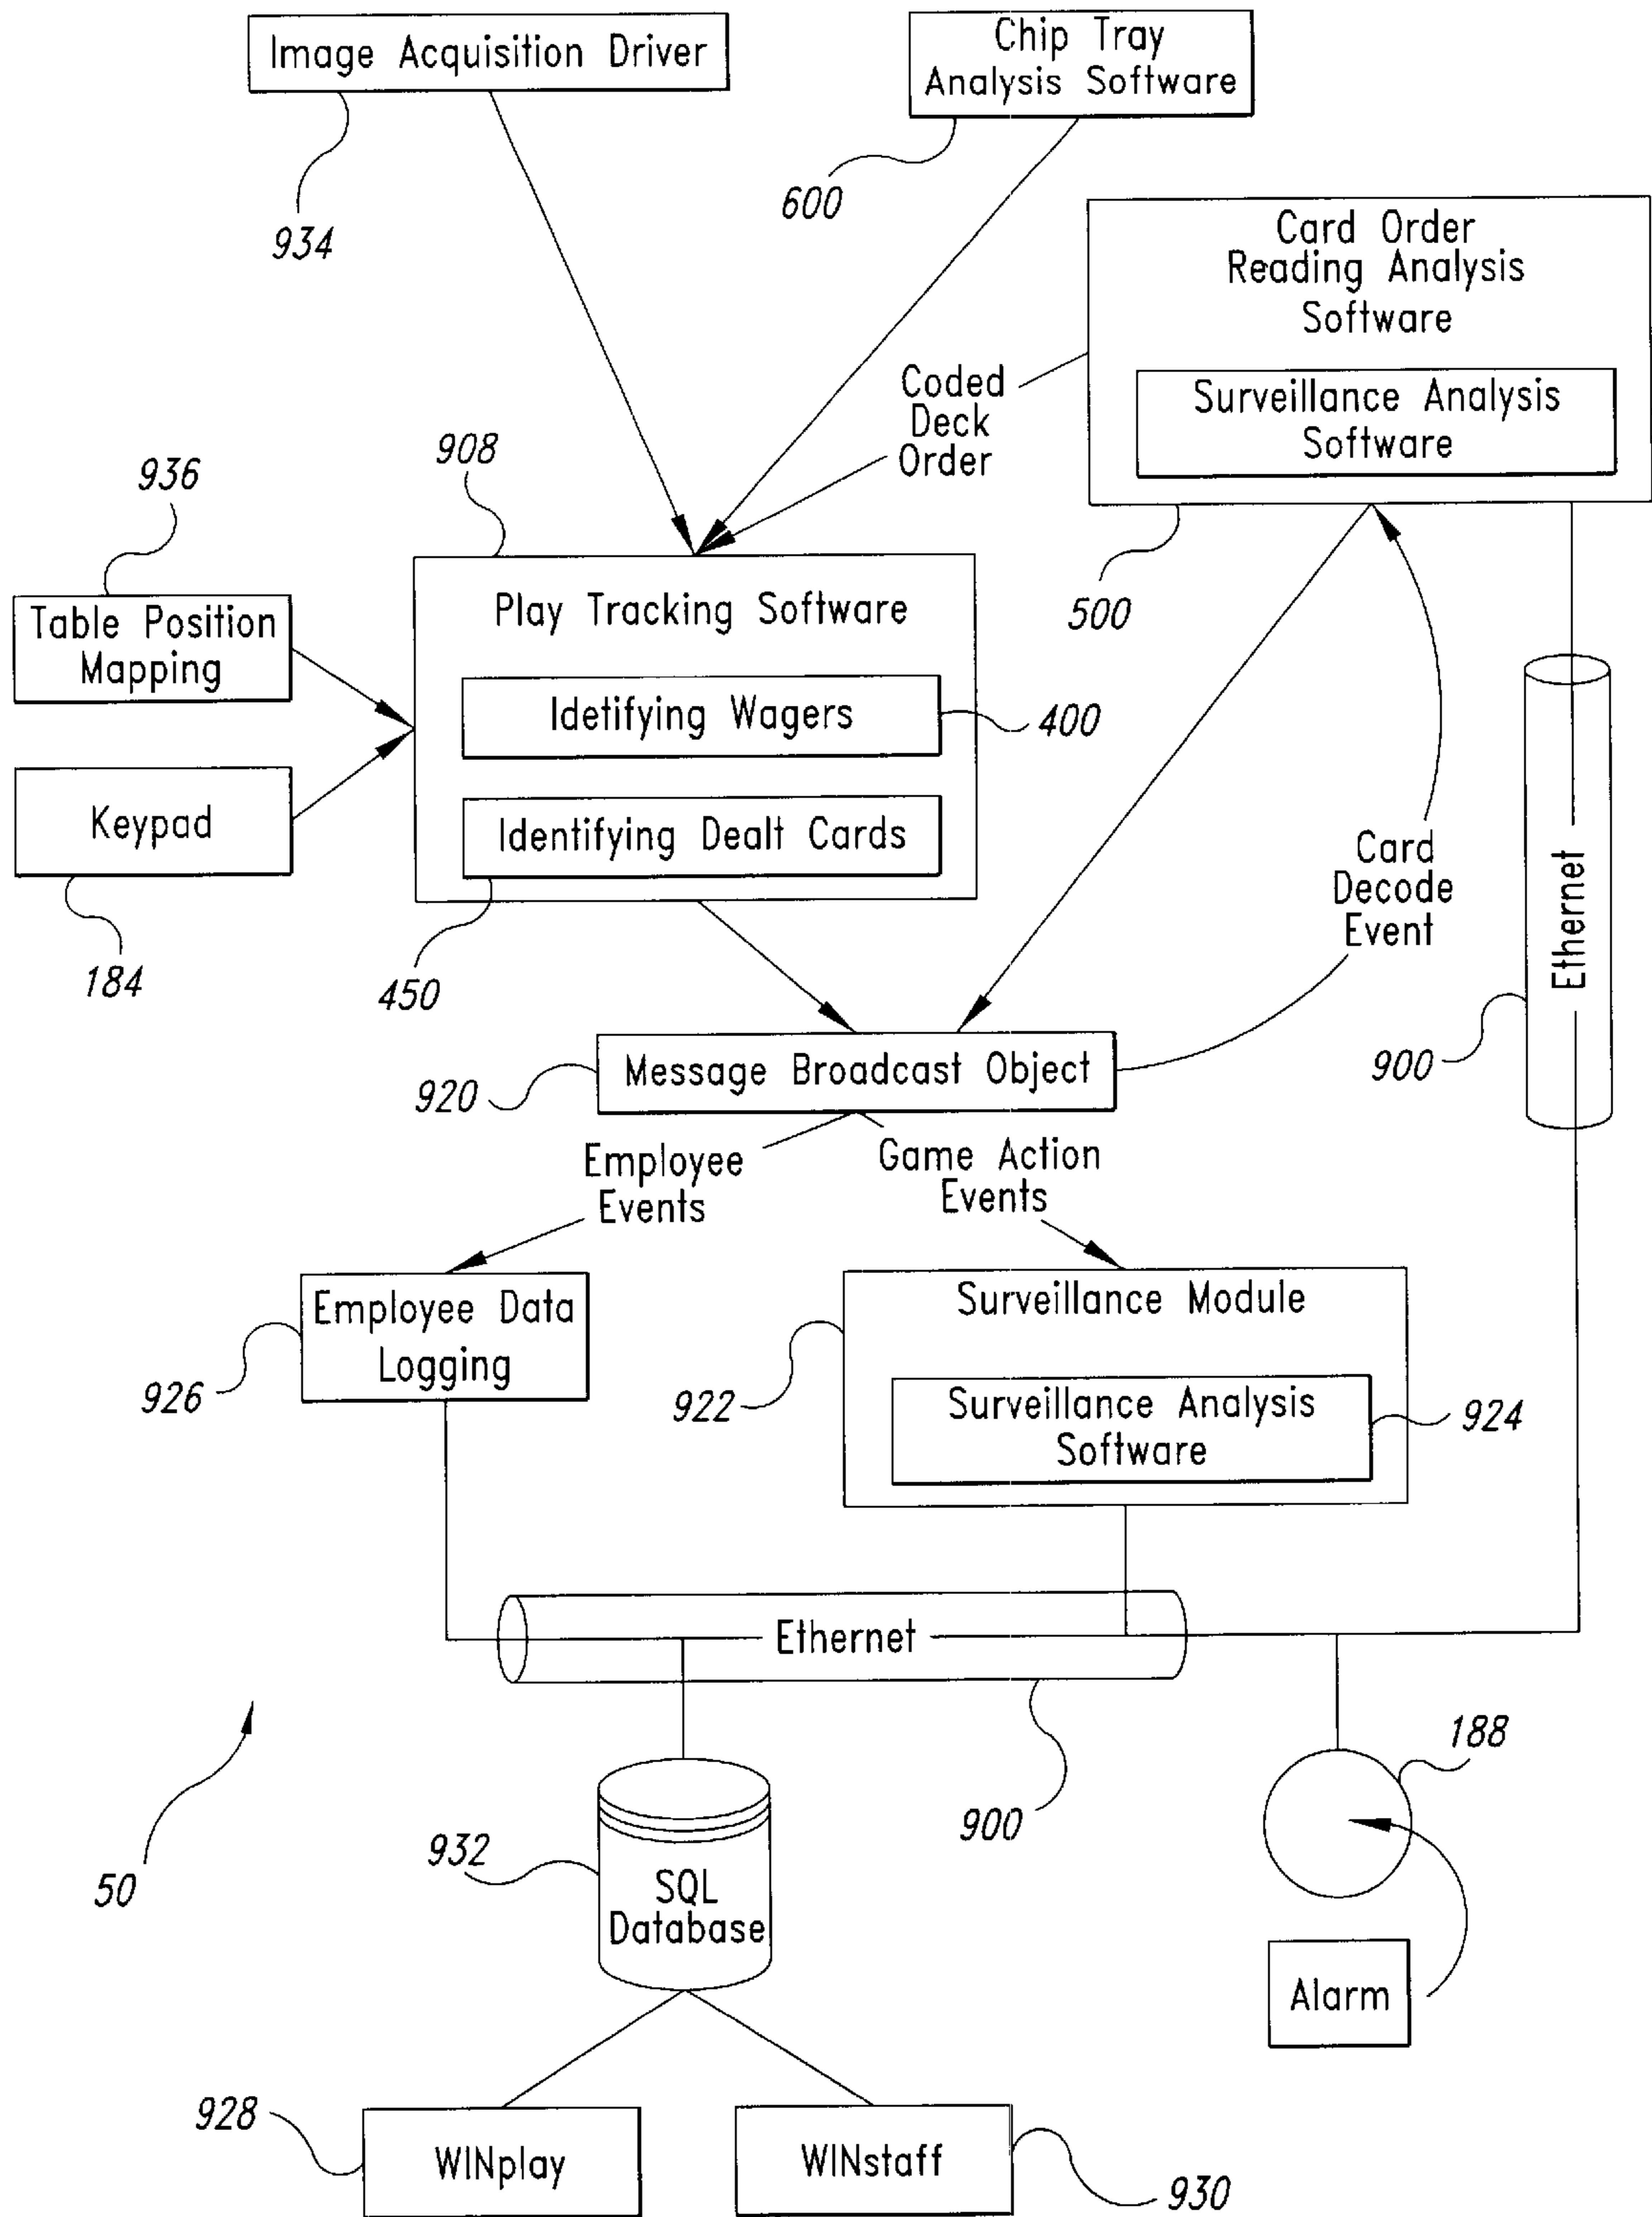 Image Acquisition Driver
934
Chip Tray
Analysis Software
600
Card Order
Reading Analysis
Software
Surveillance Analysis
Software
500
Coded
Deck
Order
908
936
Table Position
Mapping
Play Tracking Software
Idetifying Wagers
400
Keypad
184
Identifying Dealt Cards
450
Card
Decode
Event
Ethernet
900
Message Broadcast Object
920
Employee
Events
Game Action
Events
Employee Data
Logging
926
Surveillance Module
922
Surveillance Analysis
Software
924
Ethernet
900
50
188
932
SQL
Database
Alarm
928
WINplay
WINstaff
930